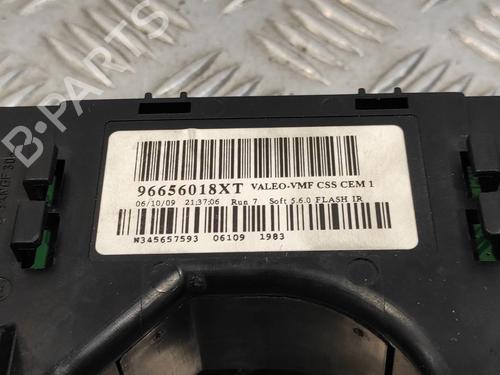 96656018XT VALEO-VMF CSS CEM 1
06/10/09 21:37:06 Run 7 Soft 5.6.0 FLASH IR
N345657593 06109 1983